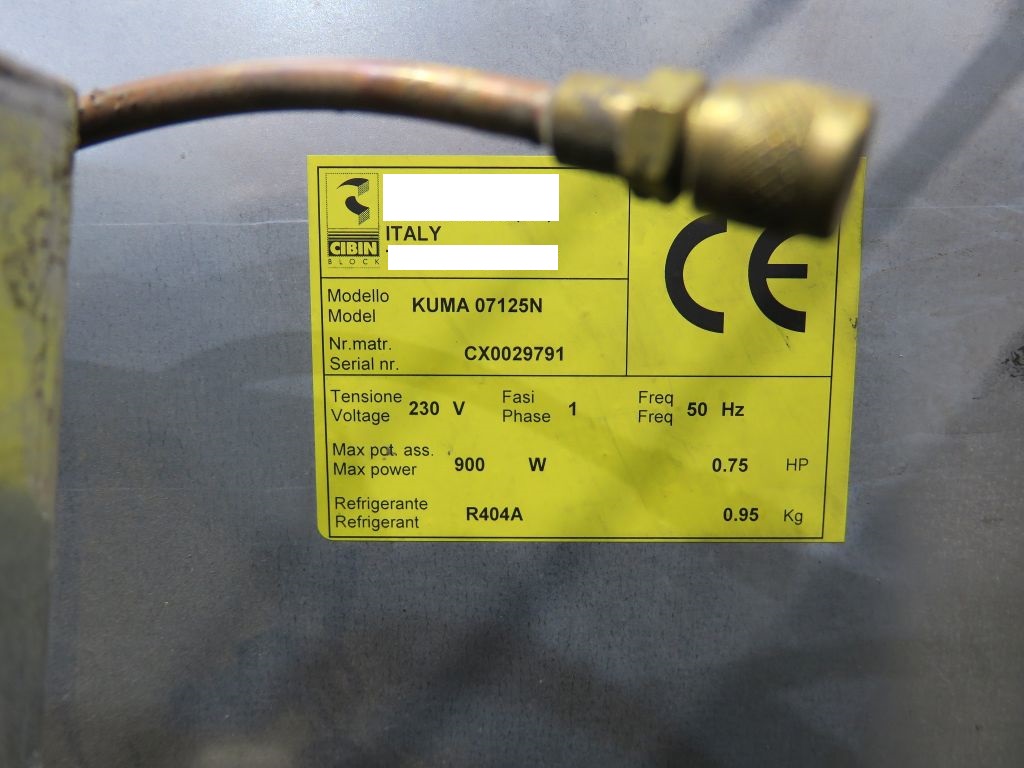 ITALY
CIBIN
BLOCK
CE
Modello
Model KUMA 07125N
Nr.matr.
Serial nr. CX0029791
Tensione Fasi Freq
Voltage 230 V Phase 1 Freq 50 Hz
Max pot. ass.
Max power 900 W 0.75 HP
Refrigerante
Refrigerant R404A 0.95 Kg